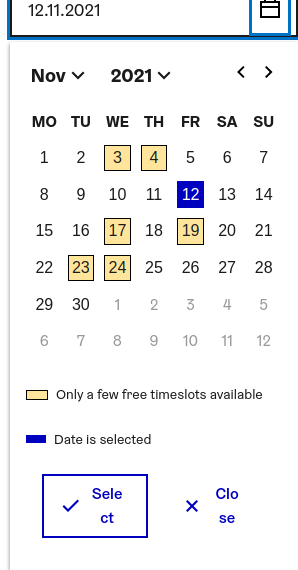 12.11.2021
Nov 2021
MO TU WE TH FR SA SU
1 2 3 4 5 6 7
8 9 10 11 12 13 14
15 16 17 18 19 20 21
22 23 24 25 26 27 28
29 30 1 2 3 4 5
6 7 8 9 10 11 12
Only a few free timeslots available
Date is selected
Sele
ct
Clo
se